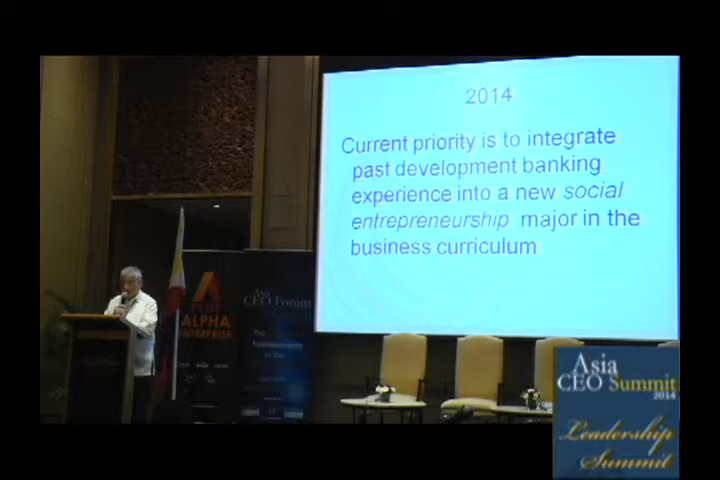 2014
Current priority is to integrate
past development banking
experience into a new social
entrepreneurship major in the
business curriculum
ALPHA
ENTERPRISE
Asia
CEO Forum
Asia
CEO Summit
2014
Leadership
Summit